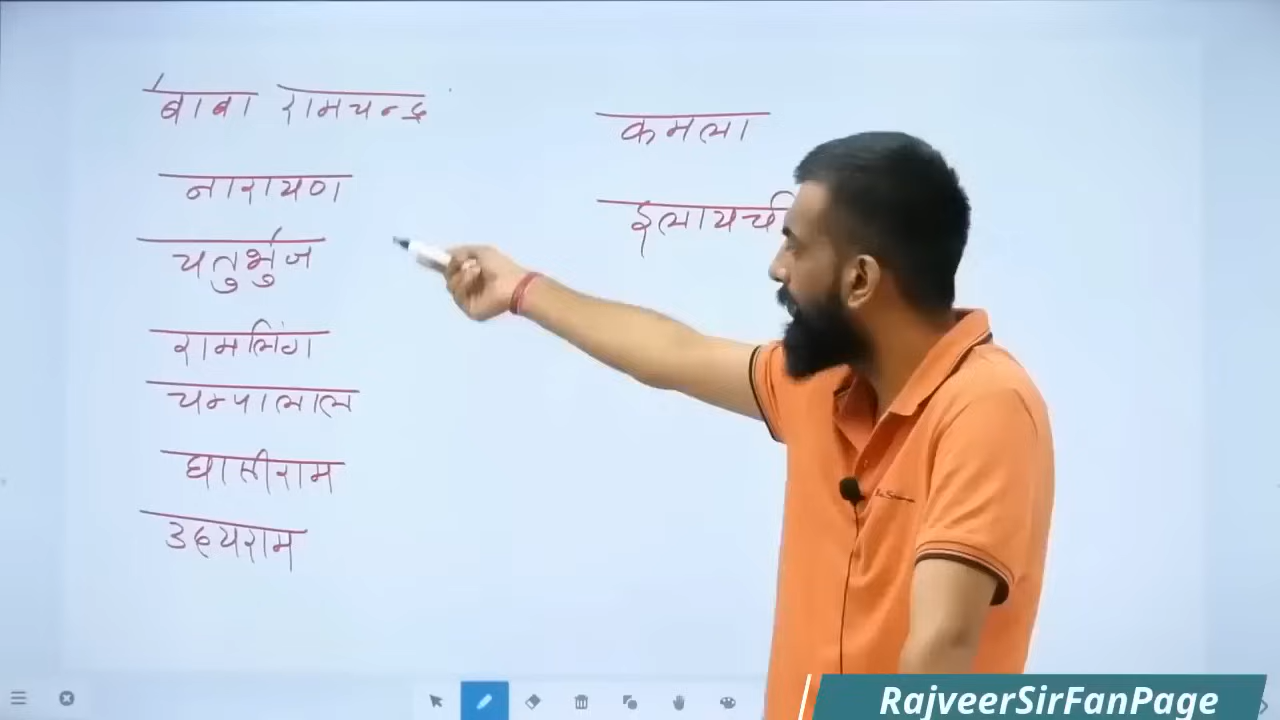 बाबा रामचन्द्र
नारायण
चतुर्भुज
रामलिंग
चम्पालाल
घासीराम
उदयराम
कमला
इलायची
RajveerSirFanPage